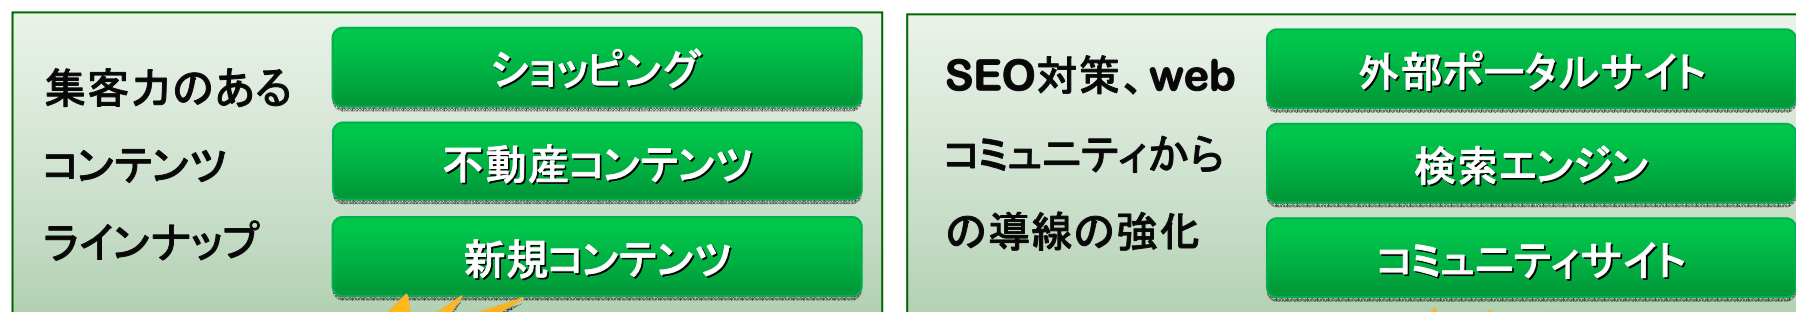 集客力のある
コンテンツ
ラインナップ
ショッピング
不動産コンテンツ
新規コンテンツ
SEO対策、web
コミュニティから
の導線の強化
外部ポータルサイト
検索エンジン
コミュニティサイト